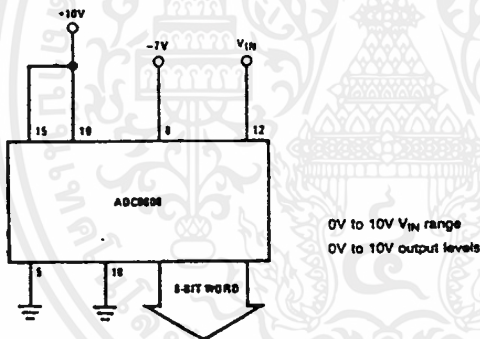 +10V
-7V
VIN
15 10 8 12
ADC0808
0V to 10V VIN range
0V to 10V output levels
5 10
8-BIT WORD